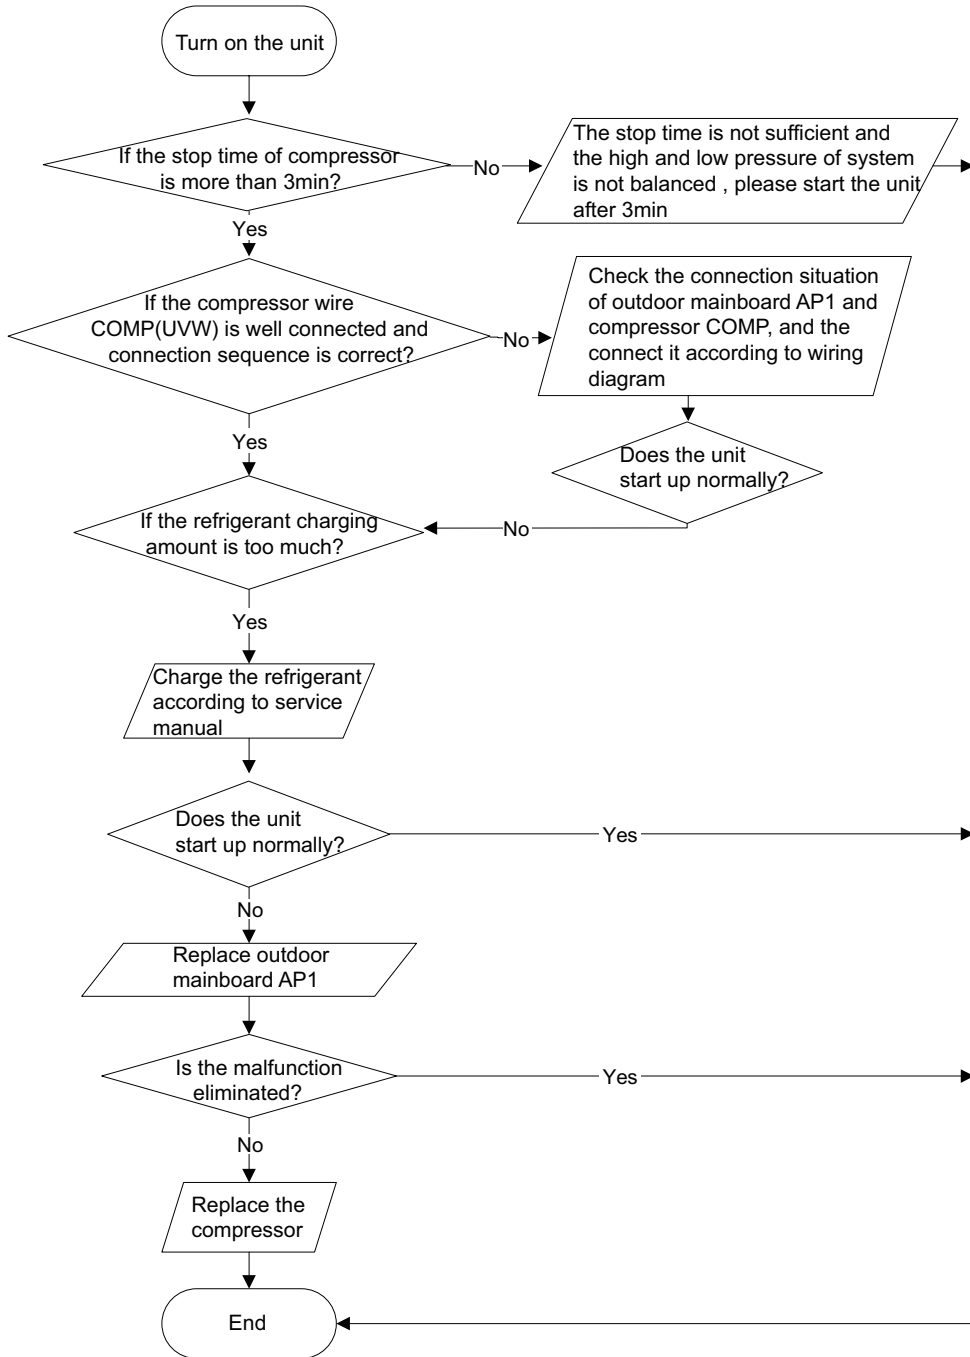 Turn on the unit
If the stop time of compressor
is more than 3min?
No
The stop time is not sufficient and
the high and low pressure of system
is not balanced , please start the unit
after 3min
Yes
If the compressor wire
COMP(UVW) is well connected and
connection sequence is correct?
No
Check the connection situation
of outdoor mainboard AP1 and
compressor COMP, and the
connect it according to wiring
diagram
Yes
Does the unit
start up normally?
If the refrigerant charging
amount is too much?
No
Yes
Charge the refrigerant
according to service
manual
Does the unit
start up normally?
Yes
No
Replace outdoor
mainboard AP1
Is the malfunction
eliminated?
Yes
No
Replace the
compressor
End